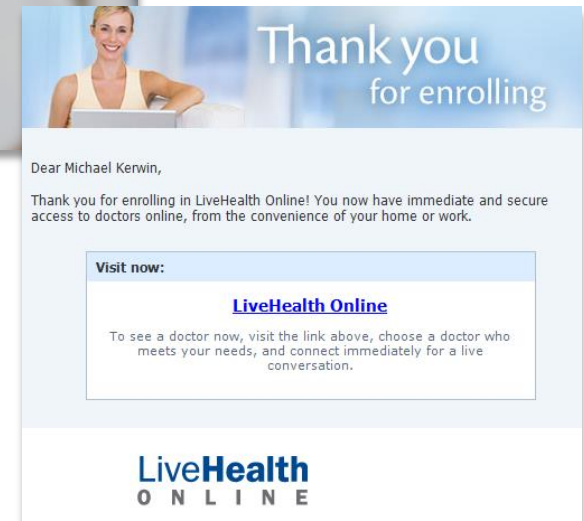 Thank you
for enrolling
Dear Michael Kerwin,
Thank you for enrolling in LiveHealth Online! You now have immediate and secure
access to doctors online, from the convenience of your home or work.
Visit now:
LiveHealth Online
To see a doctor now, visit the link above, choose a doctor who
meets your needs, and connect immediately for a live
conversation.
LiveHealth
ONLINE